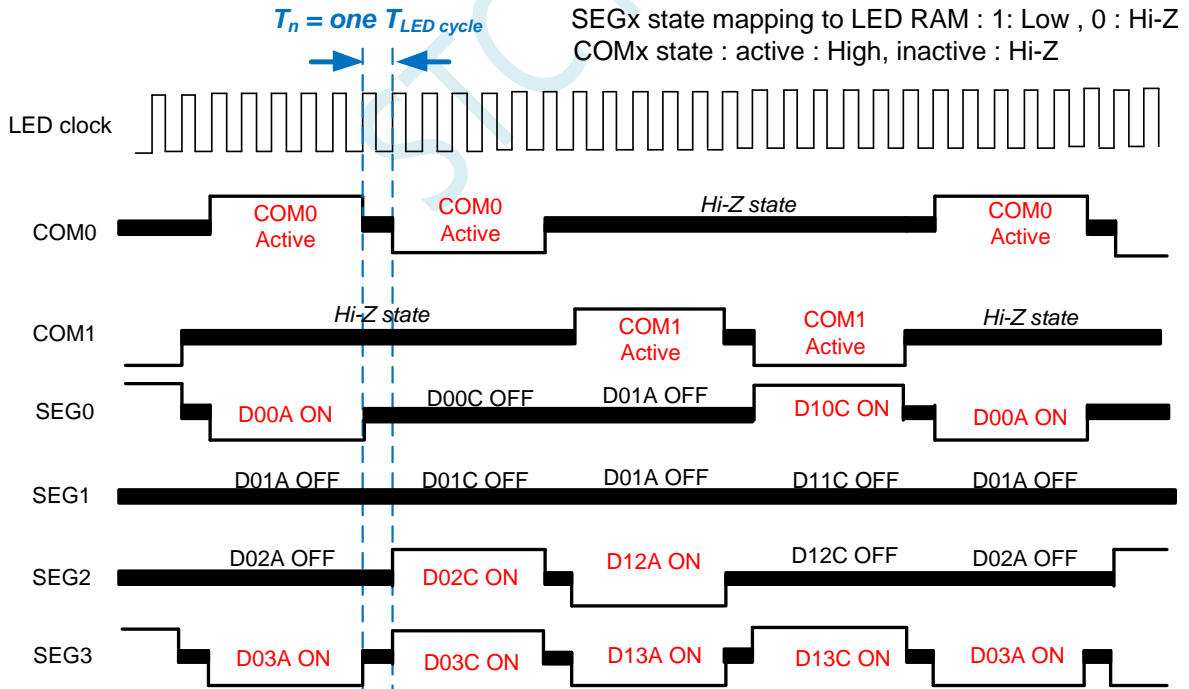 Tn = one TLED cycle
SEGx state mapping to LED RAM : 1: Low , 0 : Hi-Z
COMx state : active : High, inactive : Hi-Z
LED clock
COM0
COM0
Active
COM0
Active
Hi-Z state
COM0
Active
COM1
Hi-Z state
COM1
Active
COM1
Active
Hi-Z state
SEG0
D00A ON
D00C OFF
D01A OFF
D10C ON
D00A ON
SEG1
D01A OFF
D01C OFF
D01A OFF
D11C OFF
D01A OFF
SEG2
D02A OFF
D02C ON
D12A ON
D12C OFF
D02A OFF
SEG3
D03A ON
D03C ON
D13A ON
D13C ON
D03A ON